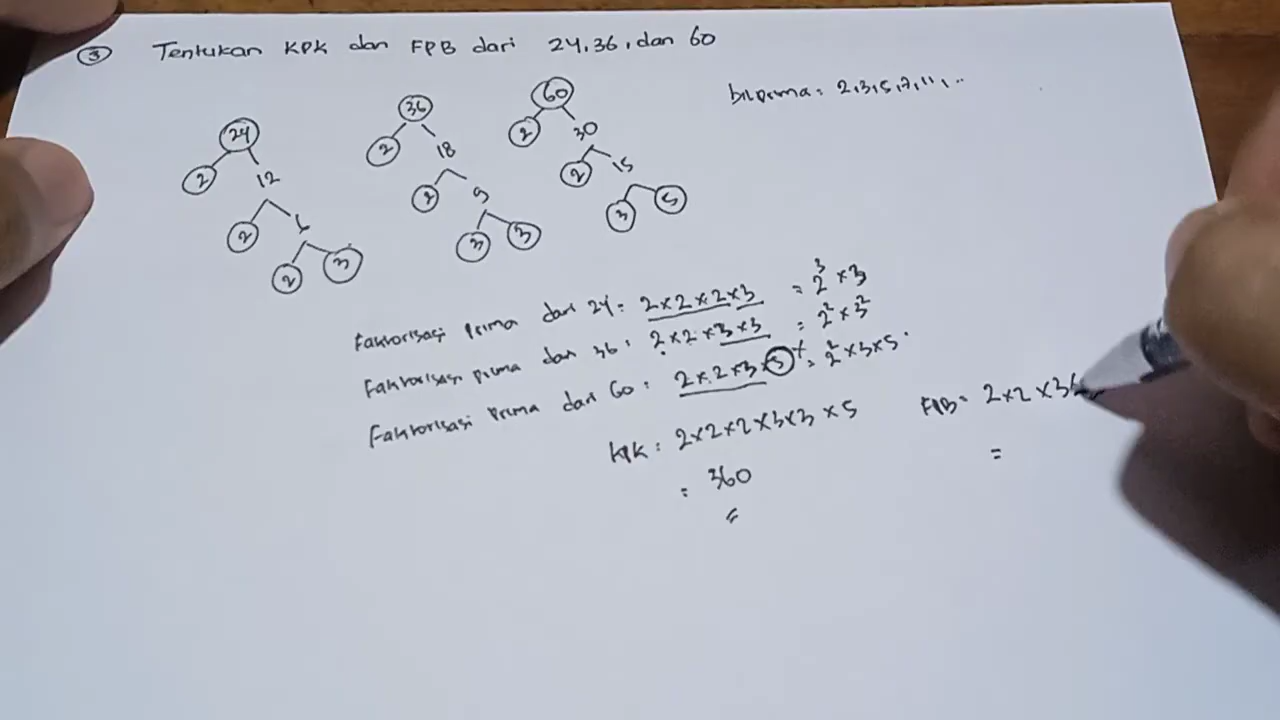 3 Tentukan KPK dan FPB dari 24, 36, dan 60
bil prima: 2, 3, 5, 7, 11, ..
24
2 12
2 6
2 3
36
2 18
2 9
3 3
60
2 30
2 15
3 5
Faktorisasi prima dari 24 = 2 × 2 × 2 × 3 = 2³ × 3
Faktorisasi prima dari 36 : 2 × 2 × 3 × 3 = 2² × 3²
Faktorisasi prima dari 60 : 2 × 2 × 3 × 5 = 2² × 3 × 5
KPK : 2 × 2 × 2 × 3 × 3 × 5
= 360
FPB = 2 × 2 × 3
=